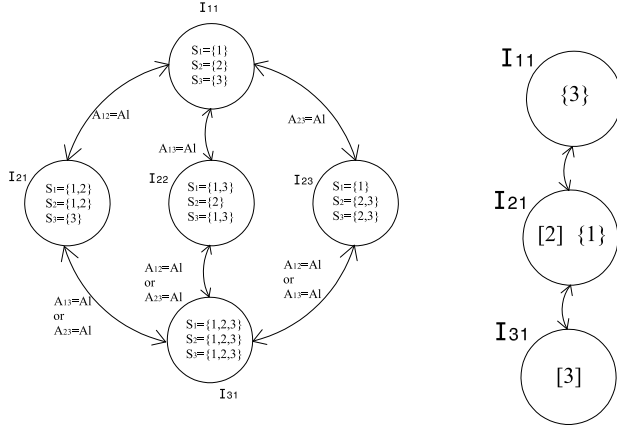 I11
S1={1}
S2={2}
S3={3}
A12=Al
A13=Al
A23=Al
I21
S1={1,2}
S2={1,2}
S3={3}
I22
S1={1,3}
S2={2}
S3={1,3}
I23
S1={1}
S2={2,3}
S3={2,3}
A13=Al
or
A23=Al
A12=Al
or
A23=Al
A12=Al
or
A13=Al
S1={1,2,3}
S2={1,2,3}
S3={1,2,3}
I31
I11
{3}
I21
[2] {1}
I31
[3]